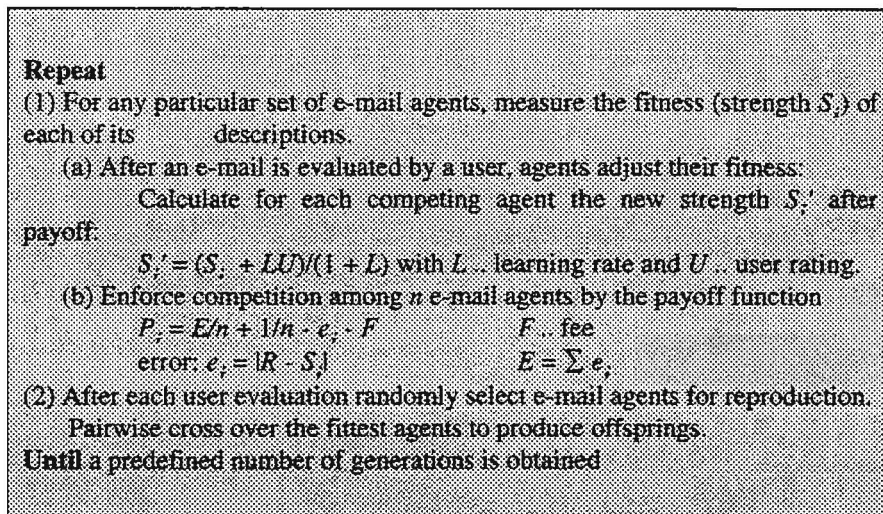 Repeat
(1) For any particular set of e-mail agents, measure the fitness (strength S_i) of
each of its descriptions.
(a) After an e-mail is evaluated by a user, agents adjust their fitness:
Calculate for each competing agent the new strength S_i' after
payoff:
S_i' = (S_i + LU)/(1 + L) with L .. learning rate and U .. user rating.
(b) Enforce competition among n e-mail agents by the payoff function
P_i = E/n + 1/n - e_i - F F .. fee
error: e_i = |R - S_i| E = ∑ e_i
(2) After each user evaluation randomly select e-mail agents for reproduction.
Pairwise cross over the fittest agents to produce offsprings.
Until a predefined number of generations is obtained